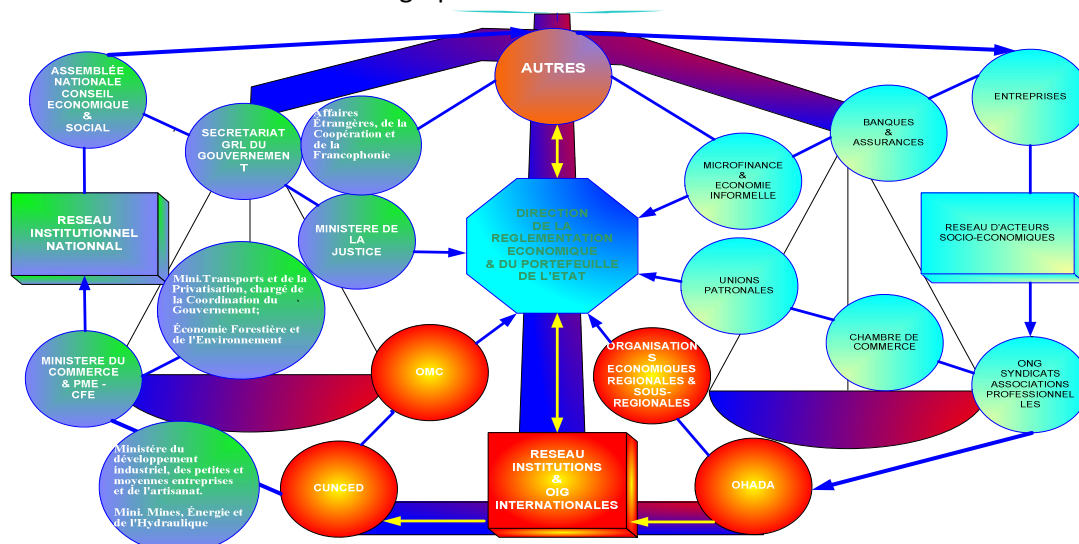 AUTRES
ASSEMBLÉE
NATIONALE
CONSEIL
ECONOMIQUE
&
SOCIAL
SECRETARIAT
GRL DU
GOUVERNEMEN
T
Affaires
Étrangères, de la
Coopération et
de la
Francophonie
BANQUES
&
ASSURANCES
ENTREPRISES
MICROFINANCE
&
ECONOMIE
INFORMELLE
RESEAU
INSTITUTIONNEL
NATIONNAL
MINISTERE DE
LA
JUSTICE
DIRECTION
DE LA
REGLEMENTATION
ECONOMIQUE
& DU PORTEFEUILLE
DE L'ETAT
RESEAU D'ACTEURS
SOCIO-ECONOMIQUES
Mini.Transports et de la
Privatisation, chargé de
la Coordination du
Gouvernement;
Économie Forestière et
de l'Environnement
UNIONS
PATRONALES
CHAMBRE DE
COMMERCE
MINISTERE DU
COMMERCE
& PME -
CFE
OMC
ORGANISATION
S
ECONOMIQUES
REGIONALES &
SOUS-
REGIONALES
ONG
SYNDICATS
ASSOCIATIONS
PROFESSIONNEL
LES
Ministére du
développement
industriel, des petites et
moyennes entreprises
et de l'artisanat.
Mini. Mines, Énergie et
de l'Hydraulique
CUNCED
RESEAU
INSTITUTIONS
&
OIG
INTERNATIONALES
OHADA